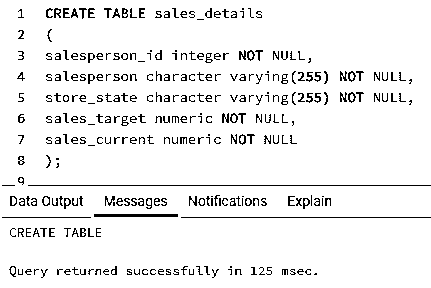 1 CREATE TABLE sales_details
2 (
3 salesperson_id integer NOT NULL,
4 salesperson character varying(255) NOT NULL,
5 store_state character varying(255) NOT NULL,
6 sales_target numeric NOT NULL,
7 sales_current numeric NOT NULL
8 );
9
Data Output Messages Notifications Explain
CREATE TABLE
Query returned successfully in 125 msec.